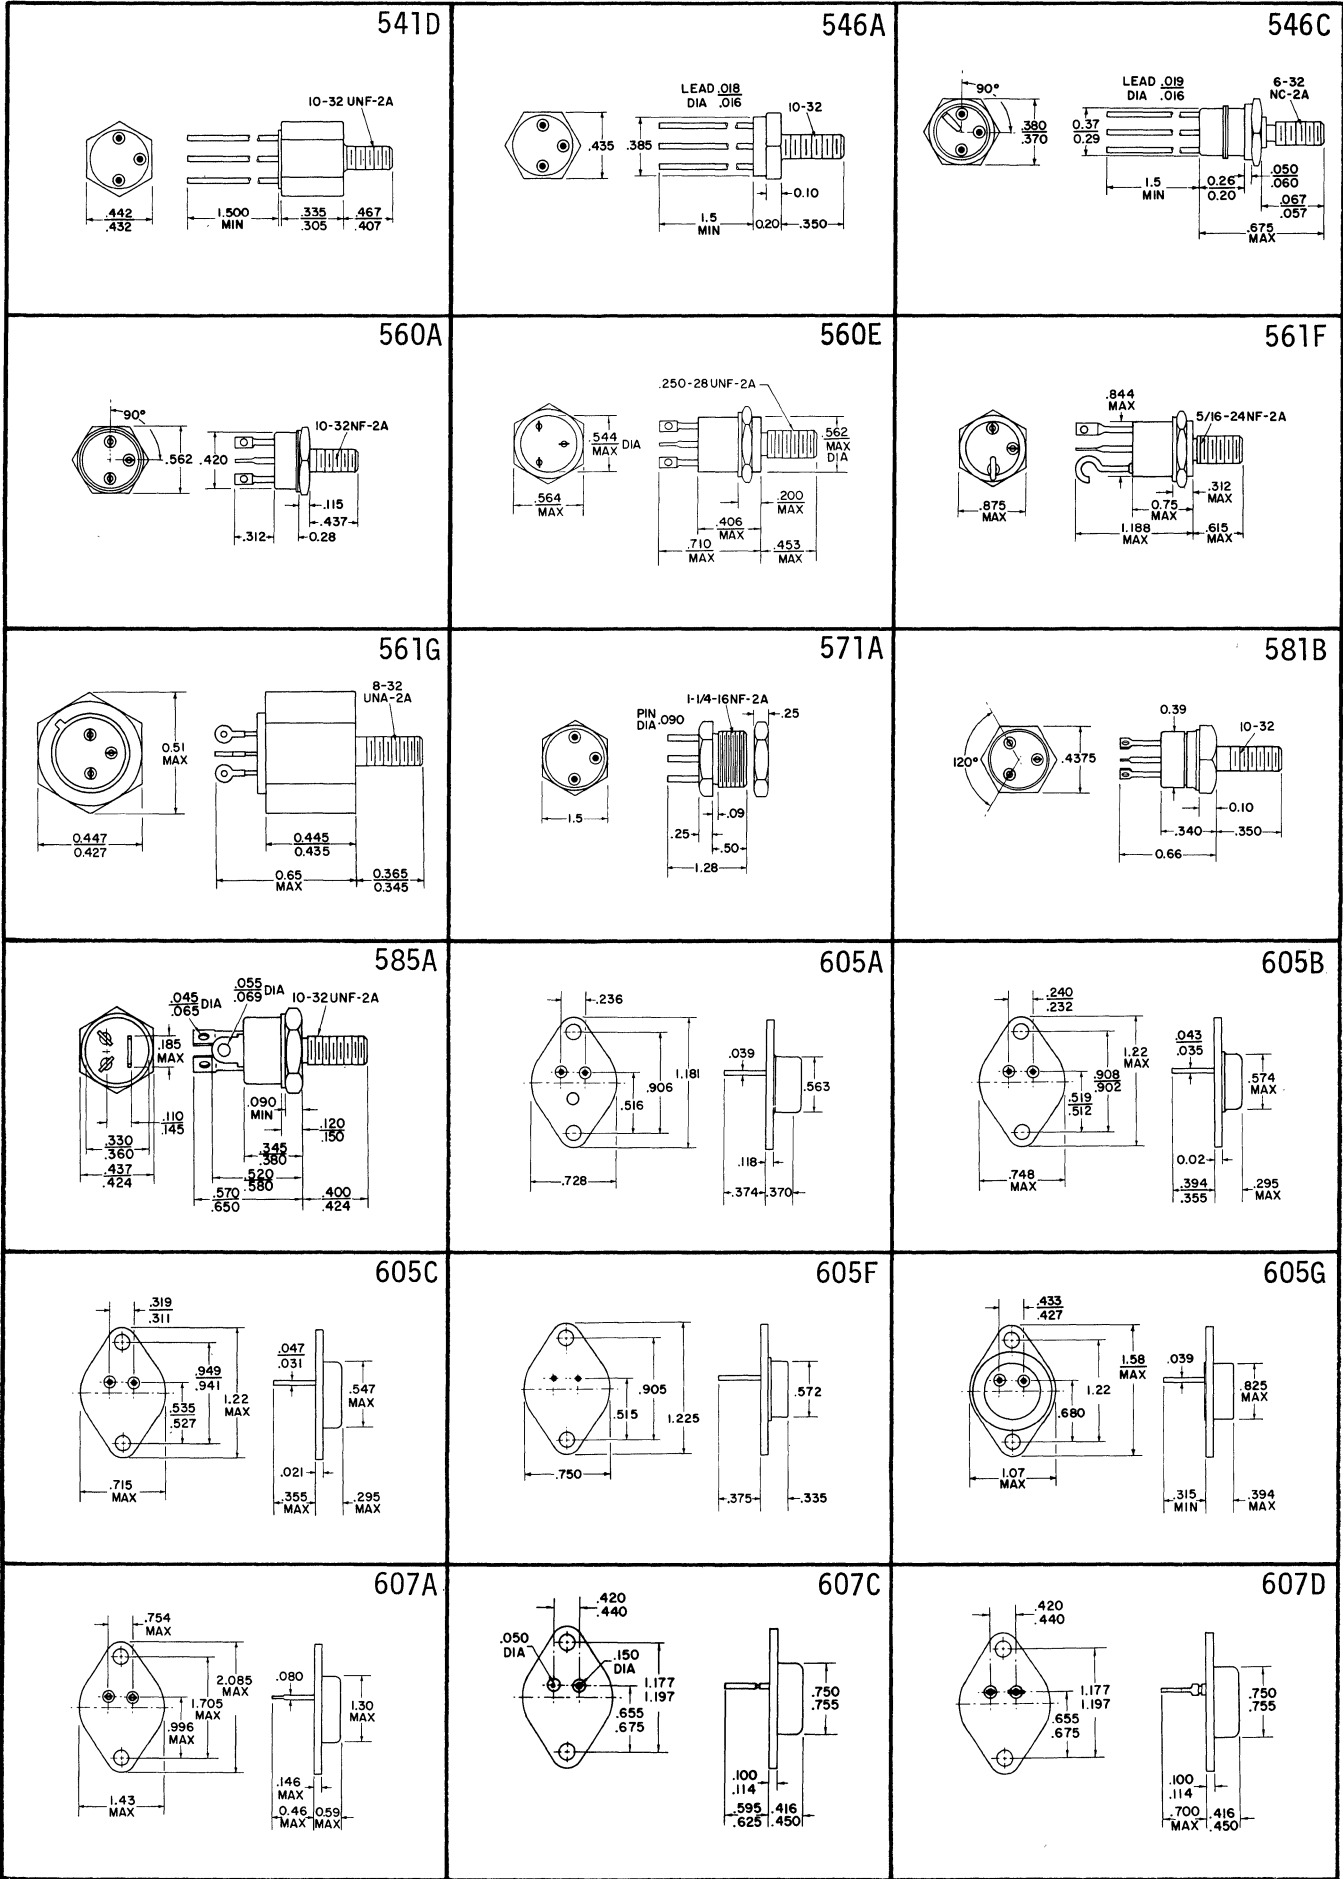 541D
10-32 UNF-2A
.442
.432
1.500
MIN
.335
.305
.467
.407
546A
LEAD .018
DIA .016
10-32
.435
.385
0.10
1.5
MIN
0.20
.350
546C
90°
LEAD .019
DIA .016
6-32
NC-2A
.380
.370
0.37
0.29
1.5
MIN
0.26
0.20
.050
.060
.067
.057
.675
MAX
560A
90°
10-32NF-2A
.562
.420
.115
.437
.312
0.28
560E
.250-28UNF-2A
.544 DIA
MAX
.562
MAX
DIA
.564
MAX
.200
MAX
.406
MAX
.710
MAX
.453
MAX
561F
.844
MAX
5/16-24NF-2A
.875
MAX
.312
MAX
0.75
MAX
1.188
MAX
.615
MAX
561G
8-32
UNA-2A
0.51
MAX
0.447
0.427
0.445
0.435
0.65
MAX
0.365
0.345
571A
1-1/4-16NF-2A
PIN
DIA .090
.25
1.5
.09
.25
.50
1.28
581B
0.39
10-32
120°
.4375
0.10
.340
.350
0.66
585A
.045 DIA
.065
.055 DIA
.069
10-32UNF-2A
.185
MAX
.090
MIN
.110
.145
.120
.150
.330
.360
.345
.380
.437
.424
.520
.580
.570
.650
.400
.424
605A
.236
.039
1.181
.906
.563
.516
.118
.728
.374
.370
605B
.240
.232
.043
.035
1.22
MAX
.908
.902
.574
MAX
.519
.512
0.02
.748
MAX
.394
.355
.295
MAX
605C
.319
.311
.047
.031
.949
.941
.547
MAX
1.22
MAX
.535
.527
.021
.715
MAX
.355
MAX
.295
MAX
605F
.905
.572
.515
1.225
.750
.375
.335
605G
.433
.427
1.58
MAX
.039
1.22
.825
MAX
.680
1.07
MAX
.315
MIN
.394
MAX
607A
.754
MAX
.080
2.085
MAX
1.705
MAX
1.30
MAX
.996
MAX
.146
MAX
1.43
MAX
0.46
MAX
0.59
MAX
607C
.420
.440
.050
DIA
.150
DIA
1.177
1.197
.750
.755
.655
.675
.100
.114
.595
.625
.416
.450
607D
.420
.440
1.177
1.197
.750
.755
.655
.675
.100
.114
.700
MAX
.416
.450